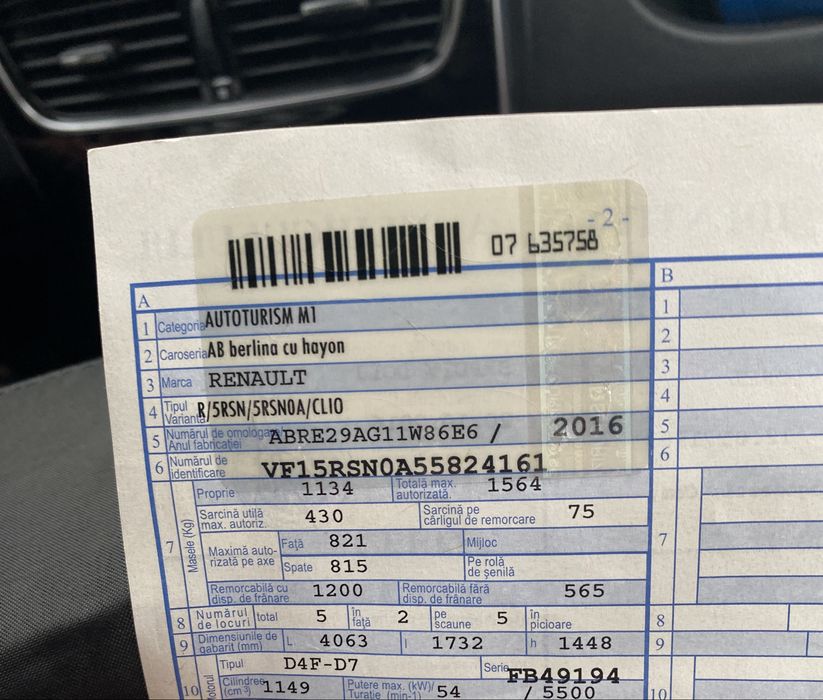 - 2 -
07 635758
A B
1 Categoria AUTOTURISM M1 1
2 Caroseria AB berlina cu hayon 2
3 Marca RENAULT 3
4 Tipul Varianta R/5RSN/5RSN0A/CLIO 4
5 Numărul de omologare Anul fabricației ABRE29AG11W86E6 / 2016 5
6 Numărul de identificare VF15RSN0A55824161 6
7 Masele (Kg) 7
Proprie 1134 Totală max. autorizată. 1564
Sarcină utilă max. autoriz. 430 Sarcină pe cârligul de remorcare 75
Maximă autorizată pe axe Față 821 Mijloc
Spate 815 Pe rolă de șenilă
Remorcabilă cu disp. de frânare 1200 Remorcabilă fără disp. de frânare 565
8 Numărul de locuri total 5 în față 2 pe scaune 5 în picioare 8
9 Dimensiunile de gabarit (mm) L 4063 l 1732 h 1448 9
10 Tipul D4F-D7 Serie FB49194 10
Cilindree (cm³) 1149 Putere max. (kW)/ Turație (min-1) 54 / 5500